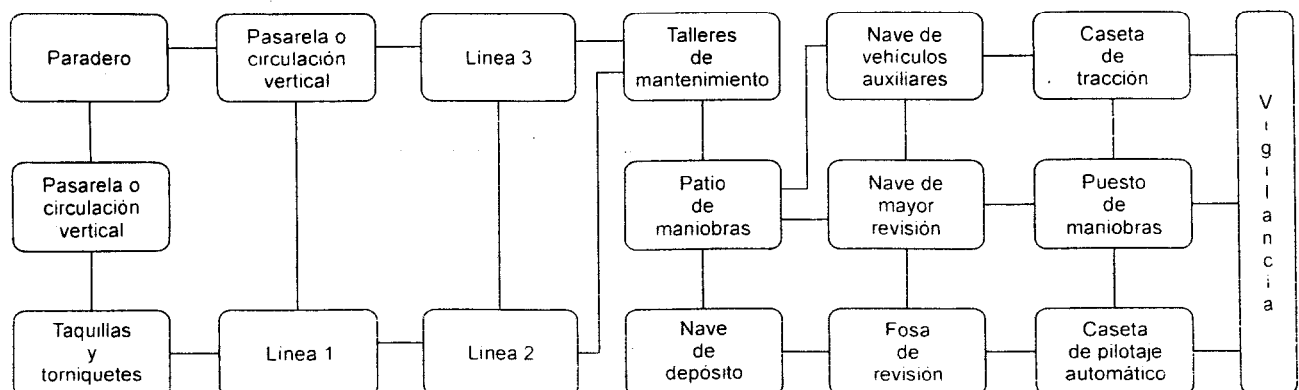 Paradero
Pasarela o
circulación
vertical
Linea 3
Talleres
de
mantenimiento
Nave de
vehículos
auxiliares
Caseta
de
tracción
Pasarela o
circulación
vertical
Patio
de
maniobras
Nave de
mayor
revisión
Puesto
de
maniobras
Taquillas
y
torniquetes
Linea 1
Linea 2
Nave
de
depósito
Fosa
de
revisión
Caseta
de pilotaje
automático
Vigilancia